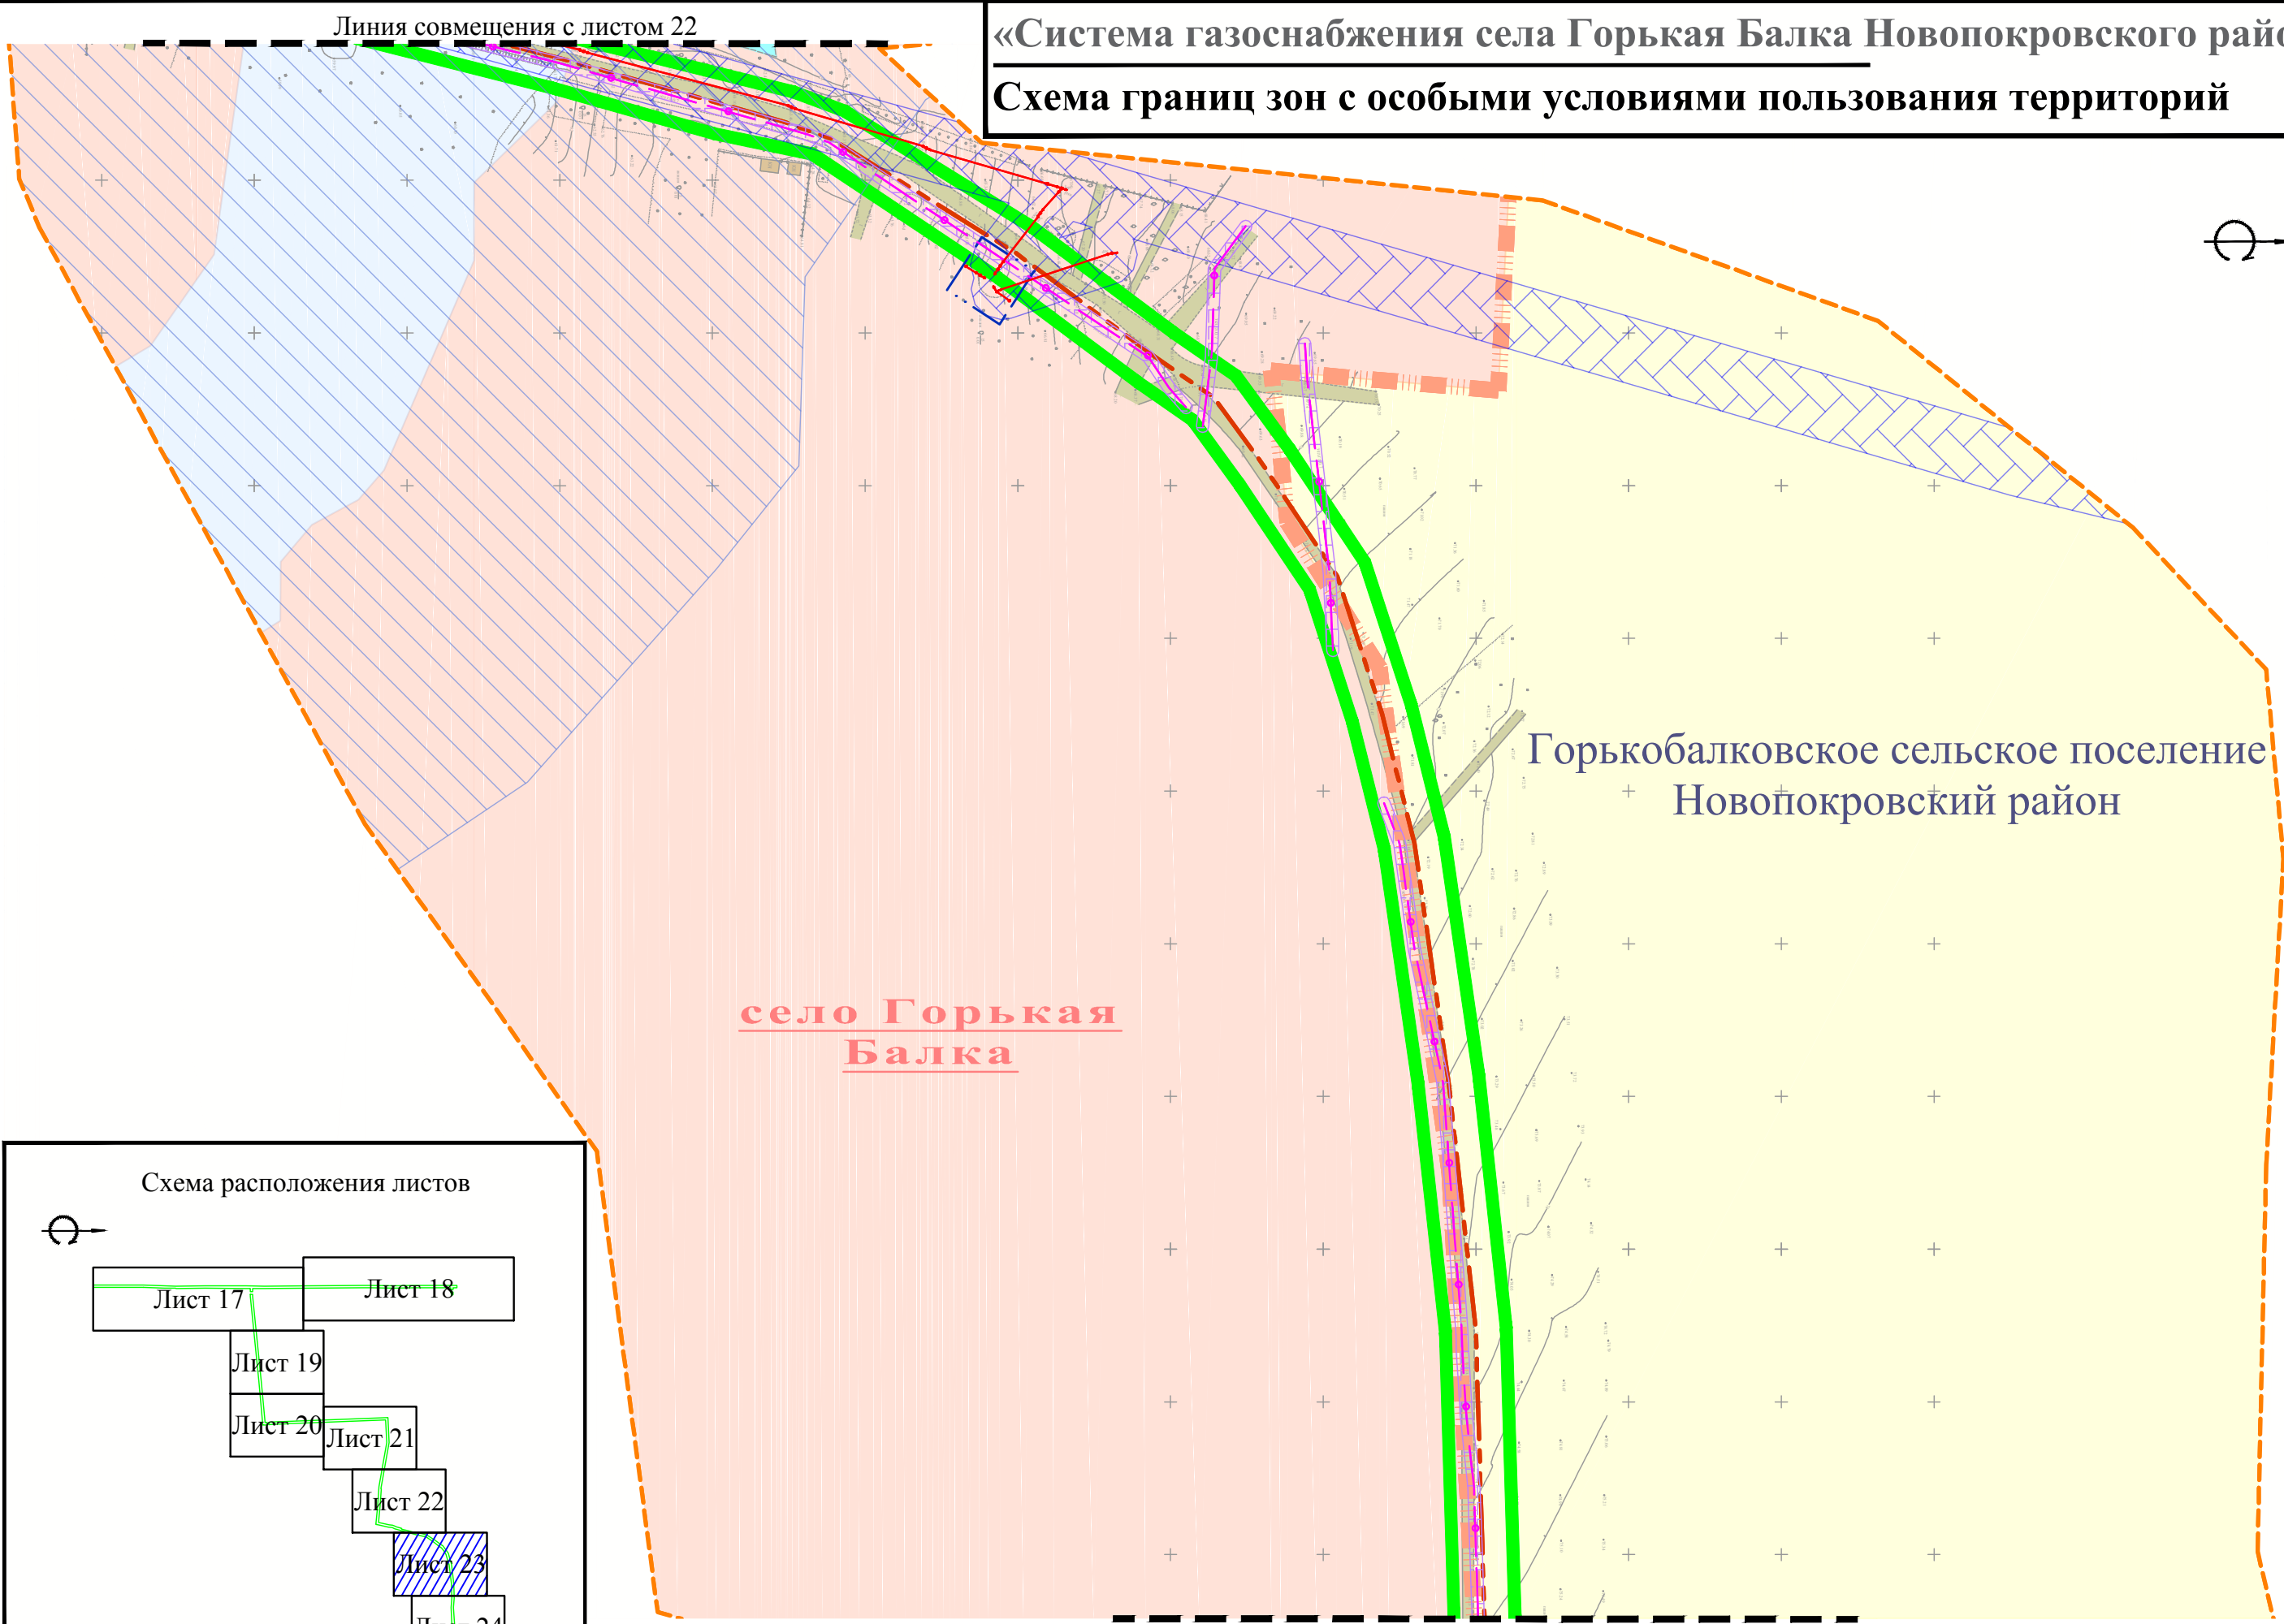 Линия совмещения с листом 22
«Система газоснабжения села Горькая Балка Новопокровского райо
Схема границ зон с особыми условиями пользования территорий
Горькобалковское сельское поселение
Новопокровский район
село Горькая
Балка
Схема расположения листов
Лист 17
Лист 18
Лист 19
Лист 20
Лист 21
Лист 22
Лист 23
Лист 24